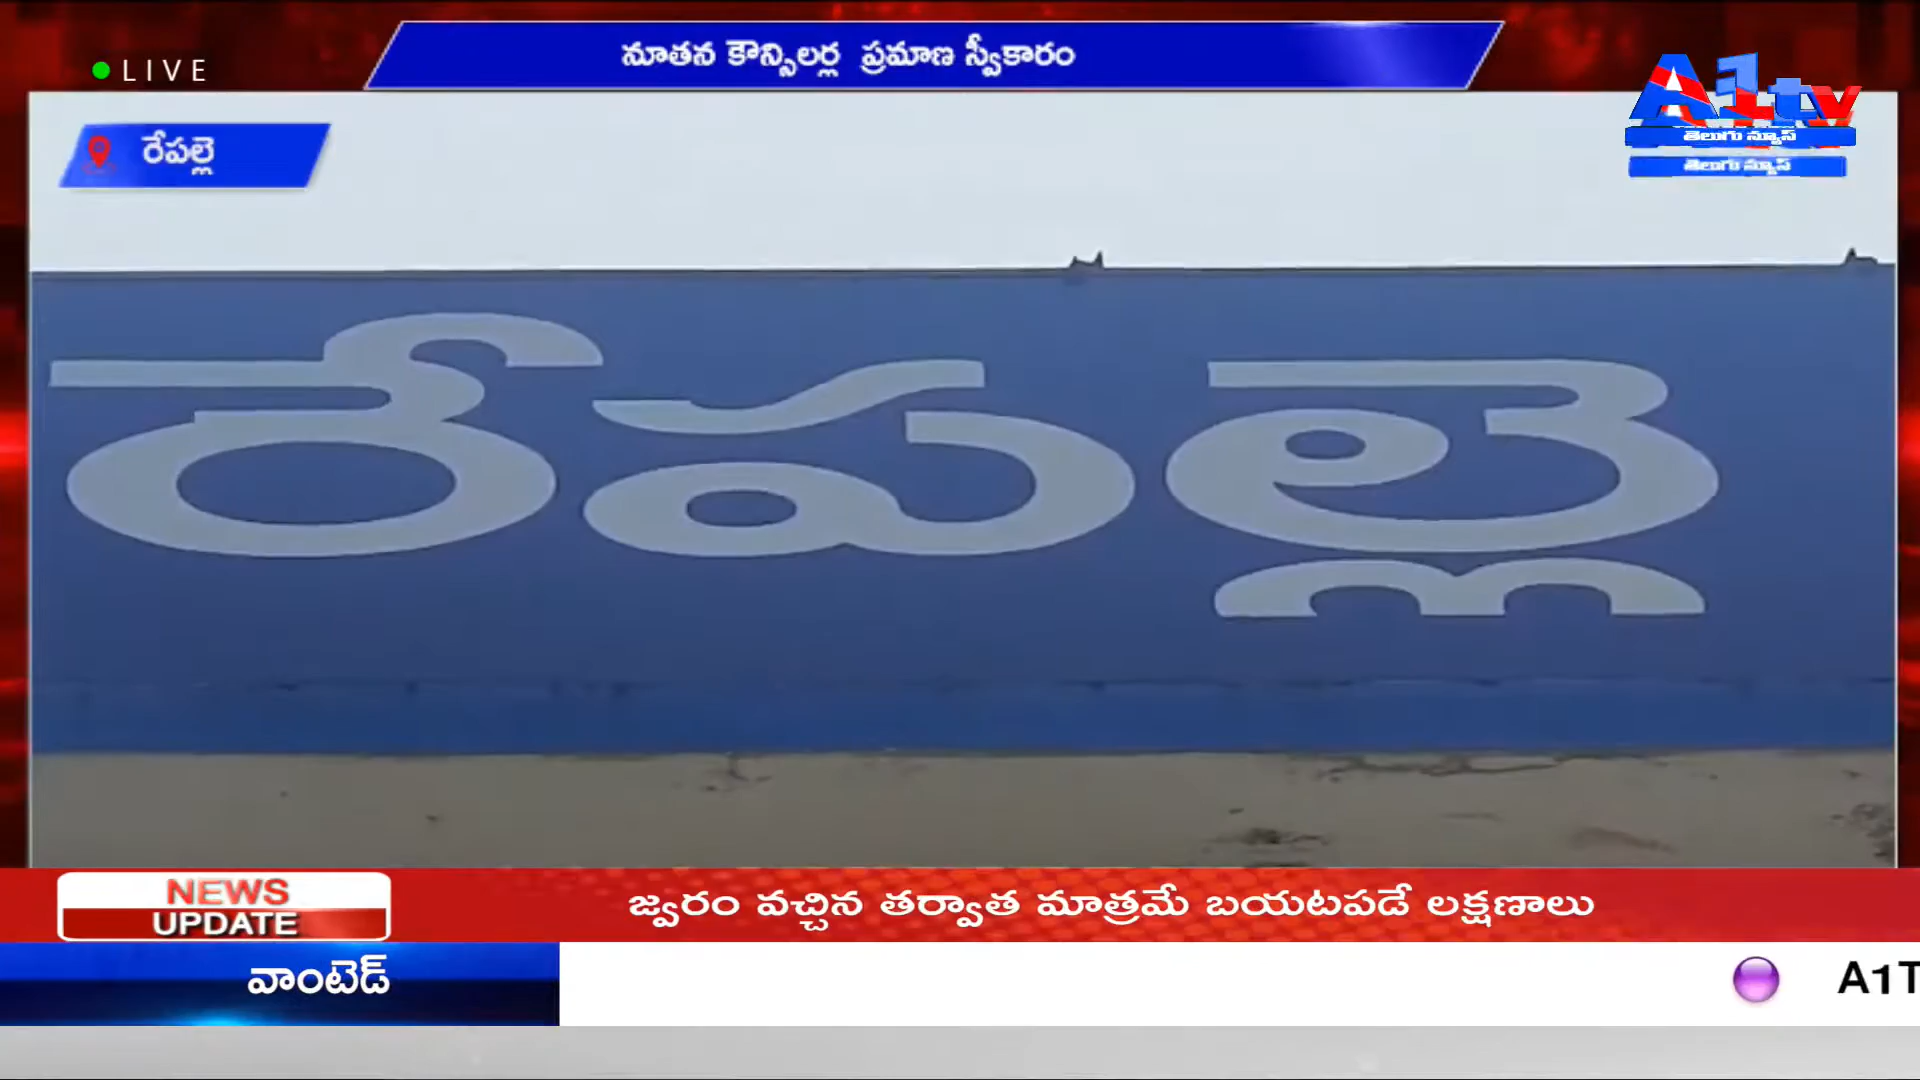 LIVE
నూతన కౌన్సిలర్ల ప్రమాణ స్వీకారం
A1tv
తెలుగు న్యూస్
తెలుగు న్యూస్
రేపల్లె
రేపల్లె
NEWS
UPDATE
జ్వరం వచ్చిన తర్వాత మాత్రమే బయటపడే లక్షణాలు
వాంటెడ్
A1T